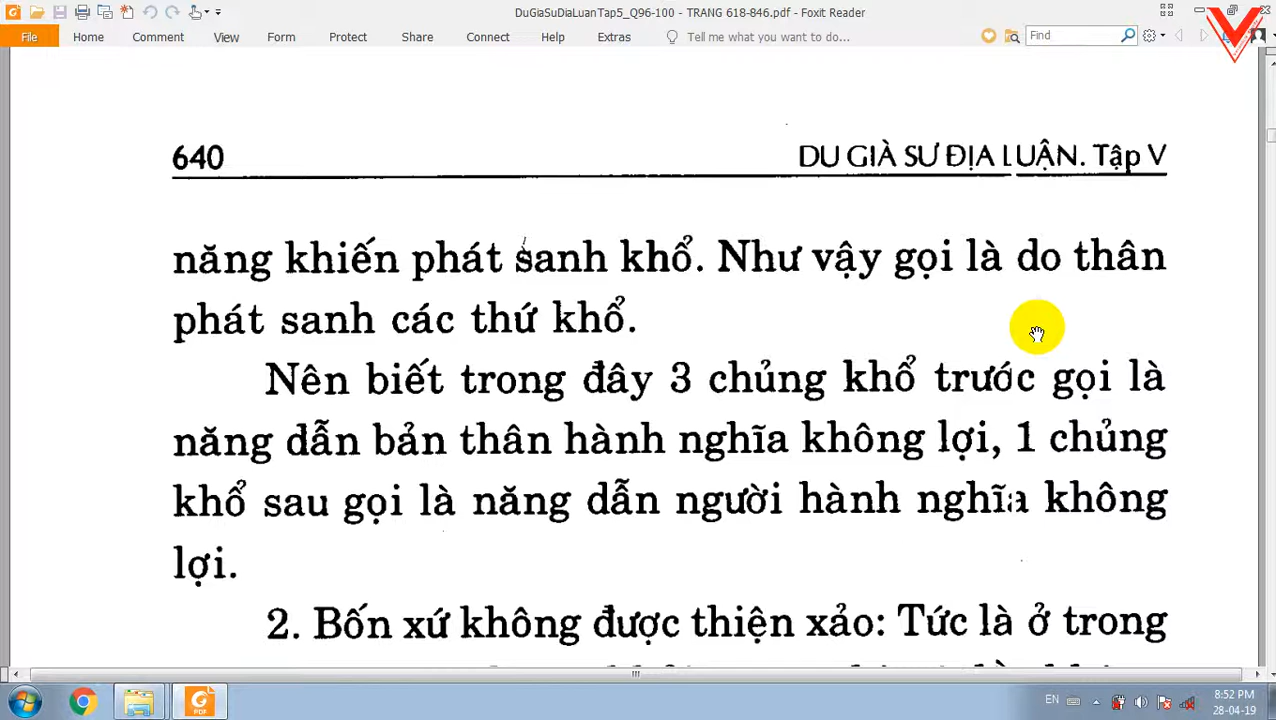 DuGiaSuDiaLuanTap5_Q96-100 - TRANG 618-846.pdf - Foxit Reader
File Home Comment View Form Protect Share Connect Help Extras Tell me what you want to do... Find
640 DU GIÀ SƯ ĐỊA LUẬN. Tập V
năng khiến phát sanh khổ. Như vậy gọi là do thân
phát sanh các thứ khổ.
Nên biết trong đây 3 chủng khổ trước gọi là
năng dẫn bản thân hành nghĩa không lợi, 1 chủng
khổ sau gọi là năng dẫn người hành nghĩa không
lợi.
2. Bốn xứ không được thiện xảo: Tức là ở trong
EN 8:52 PM
28-04-19